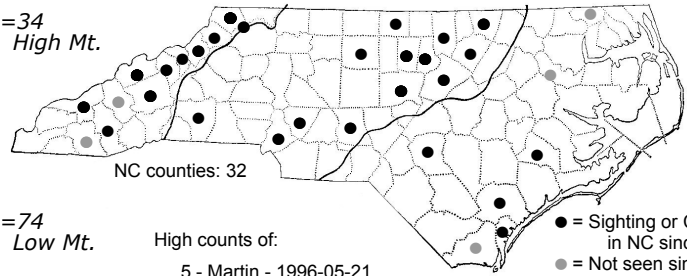 =34
High Mt.
NC counties: 32
=74
Low Mt.
High counts of:
5 - Martin - 1996-05-21
● = Sighting or
in NC sinc
● = Not seen sin